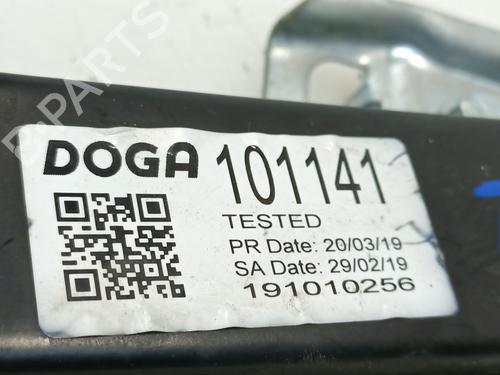 DOGA 101141
TESTED
PR Date: 20/03/19
SA Date: 29/02/19
191010256